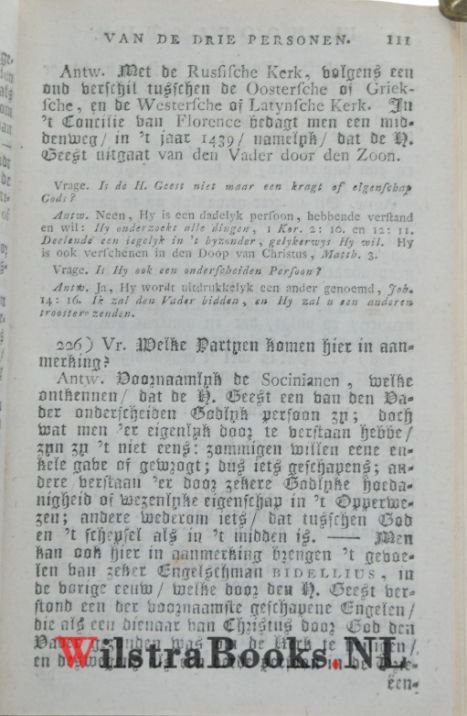 VAN DE DRIE PERSONEN. 111
Antw. Met de Russische Kerk, volgens een
oud verschil tusschen de Oostersche of Griek-
sche, en de Westersche of Latynsche Kerk. In
't Concilie van Florence bedagt men een mid-
denweg/ in 't jaar 1439/ namelyk/ dat de H.
Geest uitgaat van den Vader door den Zoon.
Vrage. Is de H. Geest niet maar een kragt of eigenschap
Gods?
Antw. Neen, Hy is een dadelyk persoon, hebbende verstand
en wil: Hy onderzoekt alle dingen, 1 Kor. 2: 10. en 12: 11.
Deelende een iegelyk in 't byzonder, gelykerwys Hy wil. Hy
is ook verschenen in den Doop van Christus, Matth. 3.
Vrage. Is Hy ook een onderscheiden Persoon?
Antw. Ja, Hy wordt uitdrukkelyk een ander genoemd, Joh.
14: 16. Ik zal den Vader bidden, en Hy zal u een anderen
trooster zenden.
226) Vr. Welke Partyen komen hier in aan-
merking?
Antw. Voornaamlyk de Socinianen, welke
ontkennen/ dat de H. Geest een van den Va-
der onderscheiden Godlyk persoon zy; doch
wat men 'er eigenlyk door te verstaan hebbe/
zyn zy 't niet eens: zommigen willen eene en-
kele gave of gewrogt; dus iets geschapens; an-
dere verstaan 'er door zekere Godlyke hoeda-
nigheid of wezenlyke eigenschap in 't Opperwe-
zen; andere wederom iets/ dat tusschen God
en 't schepsel als in 't midden is. — Men
kan ook hier in aanmerking brengen 't gevoe-
len van zeker Engelschman BIDELLIUS, in
de vorige eeuw/ welke door den H. Geest ver-
stond een der voornaamste geschapene Engelen/
die als een dienaar van Christus door God den
WilstraBooks.NL
een-